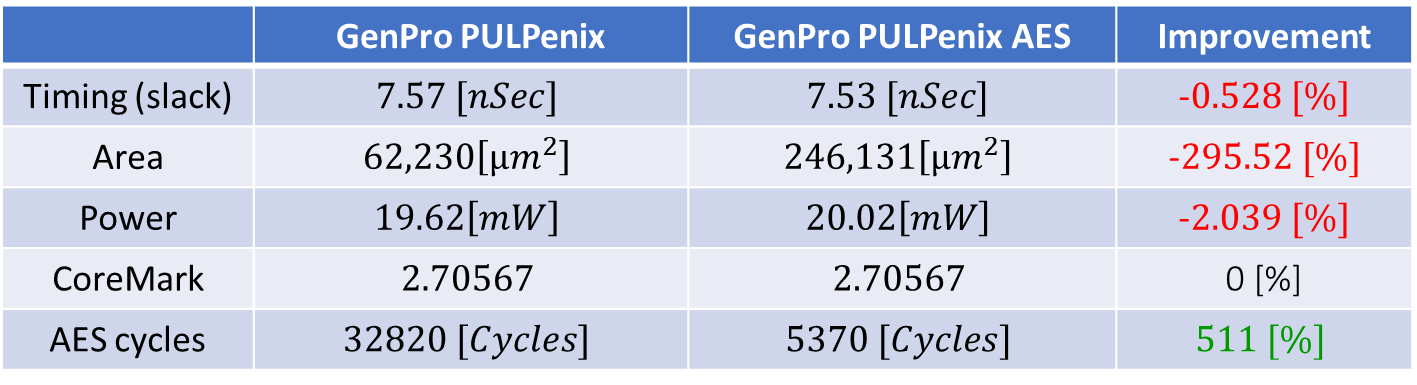 GenPro PULPenix GenPro PULPenix AES Improvement
Timing (slack) 7.57 [nSec] 7.53 [nSec] -0.528 [%]
Area 62,230[μm²] 246,131[μm²] -295.52 [%]
Power 19.62[mW] 20.02[mW] -2.039 [%]
CoreMark 2.70567 2.70567 0 [%]
AES cycles 32820 [Cycles] 5370 [Cycles] 511 [%]